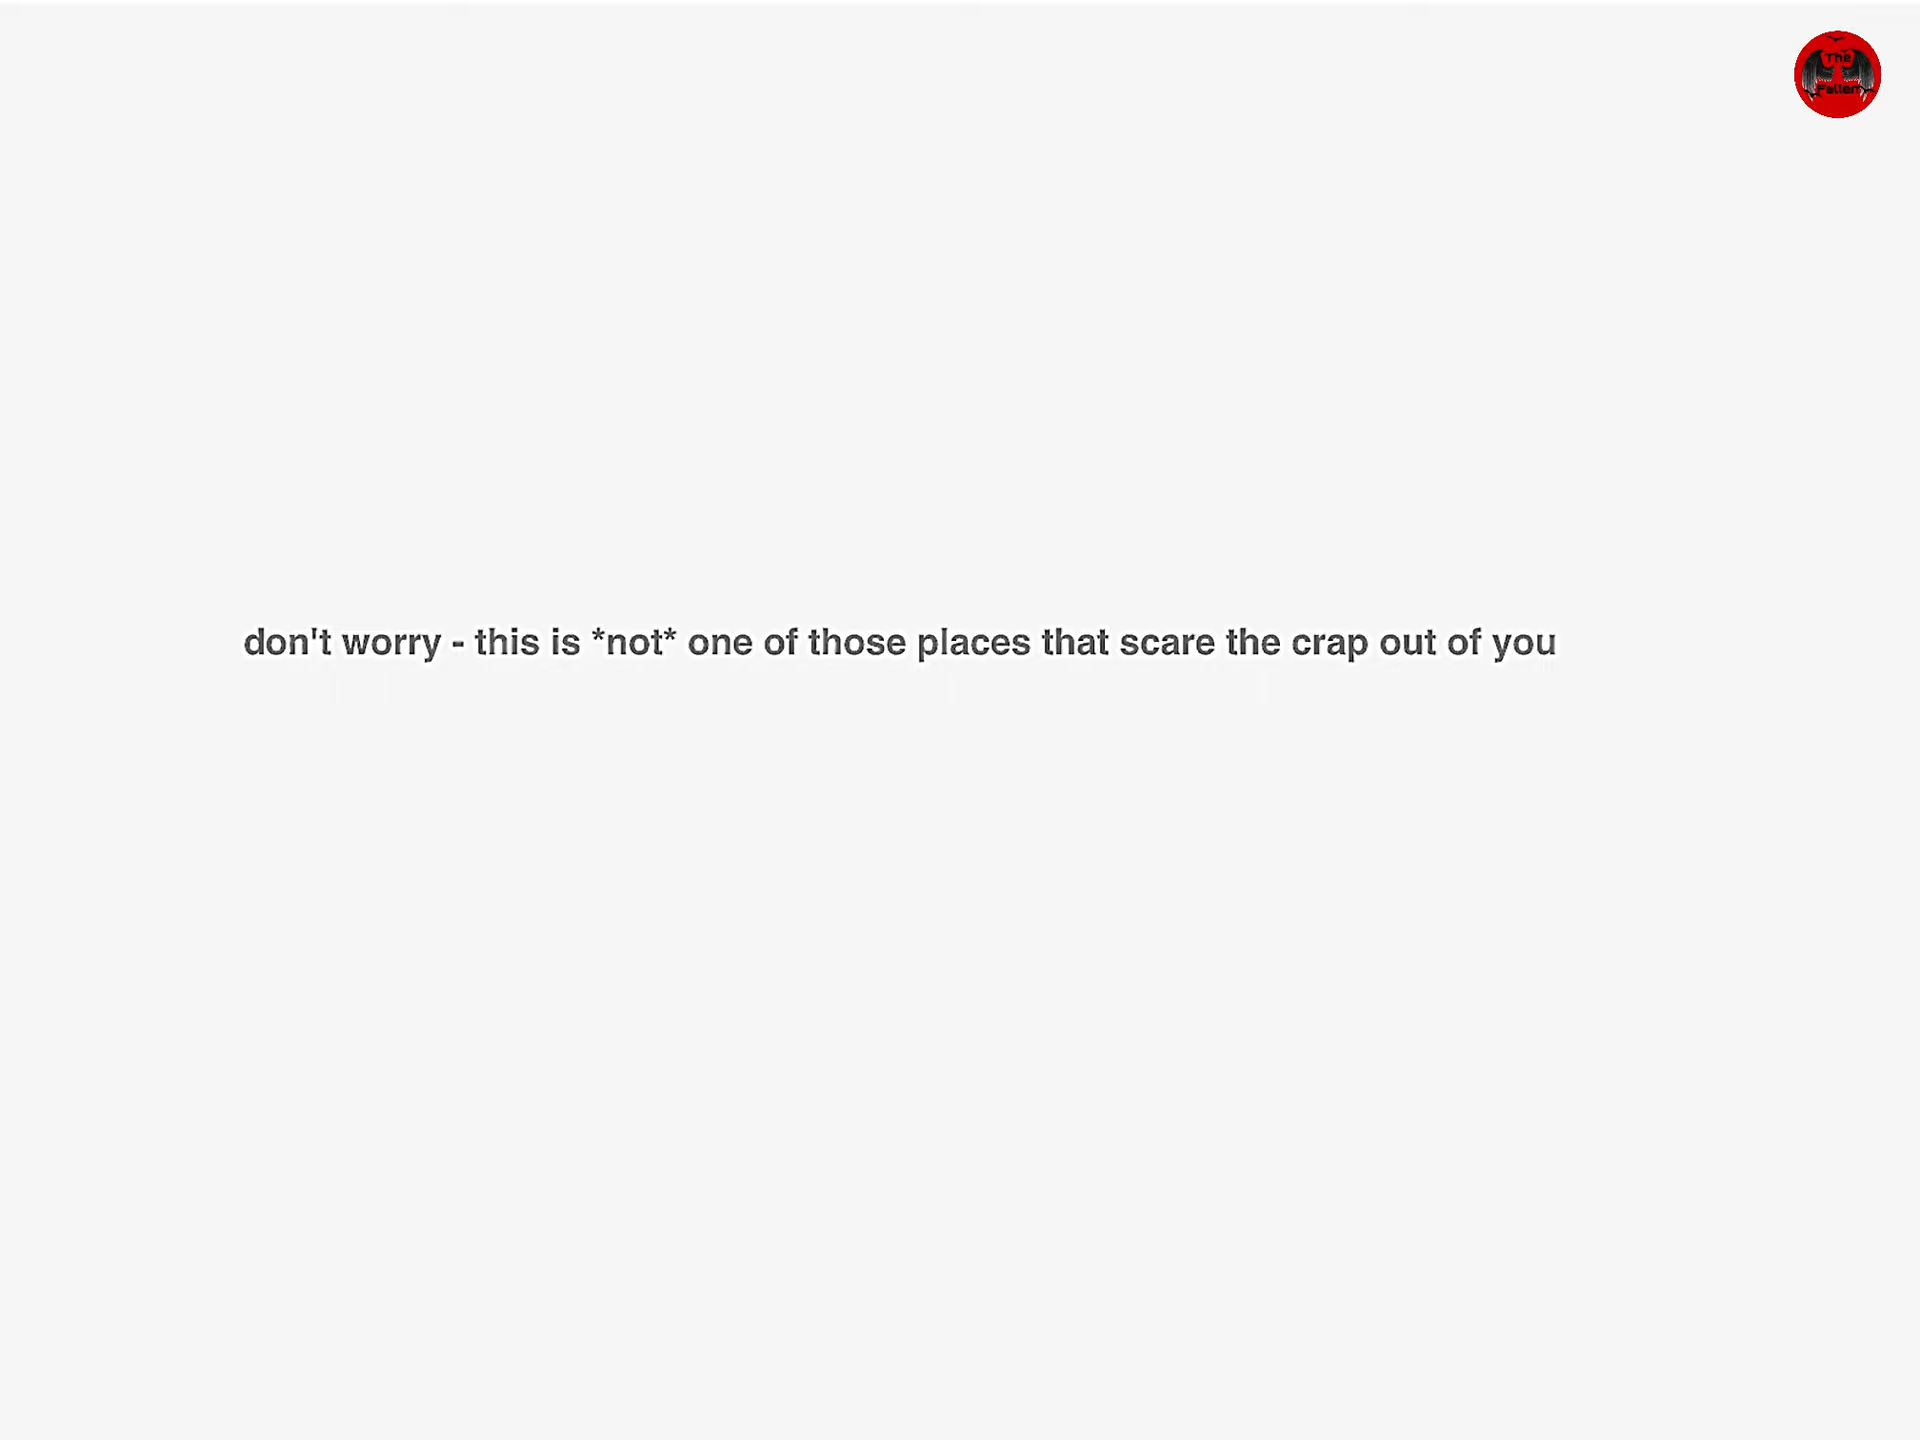 The
Fallen
don't worry - this is *not* one of those places that scare the crap out of you